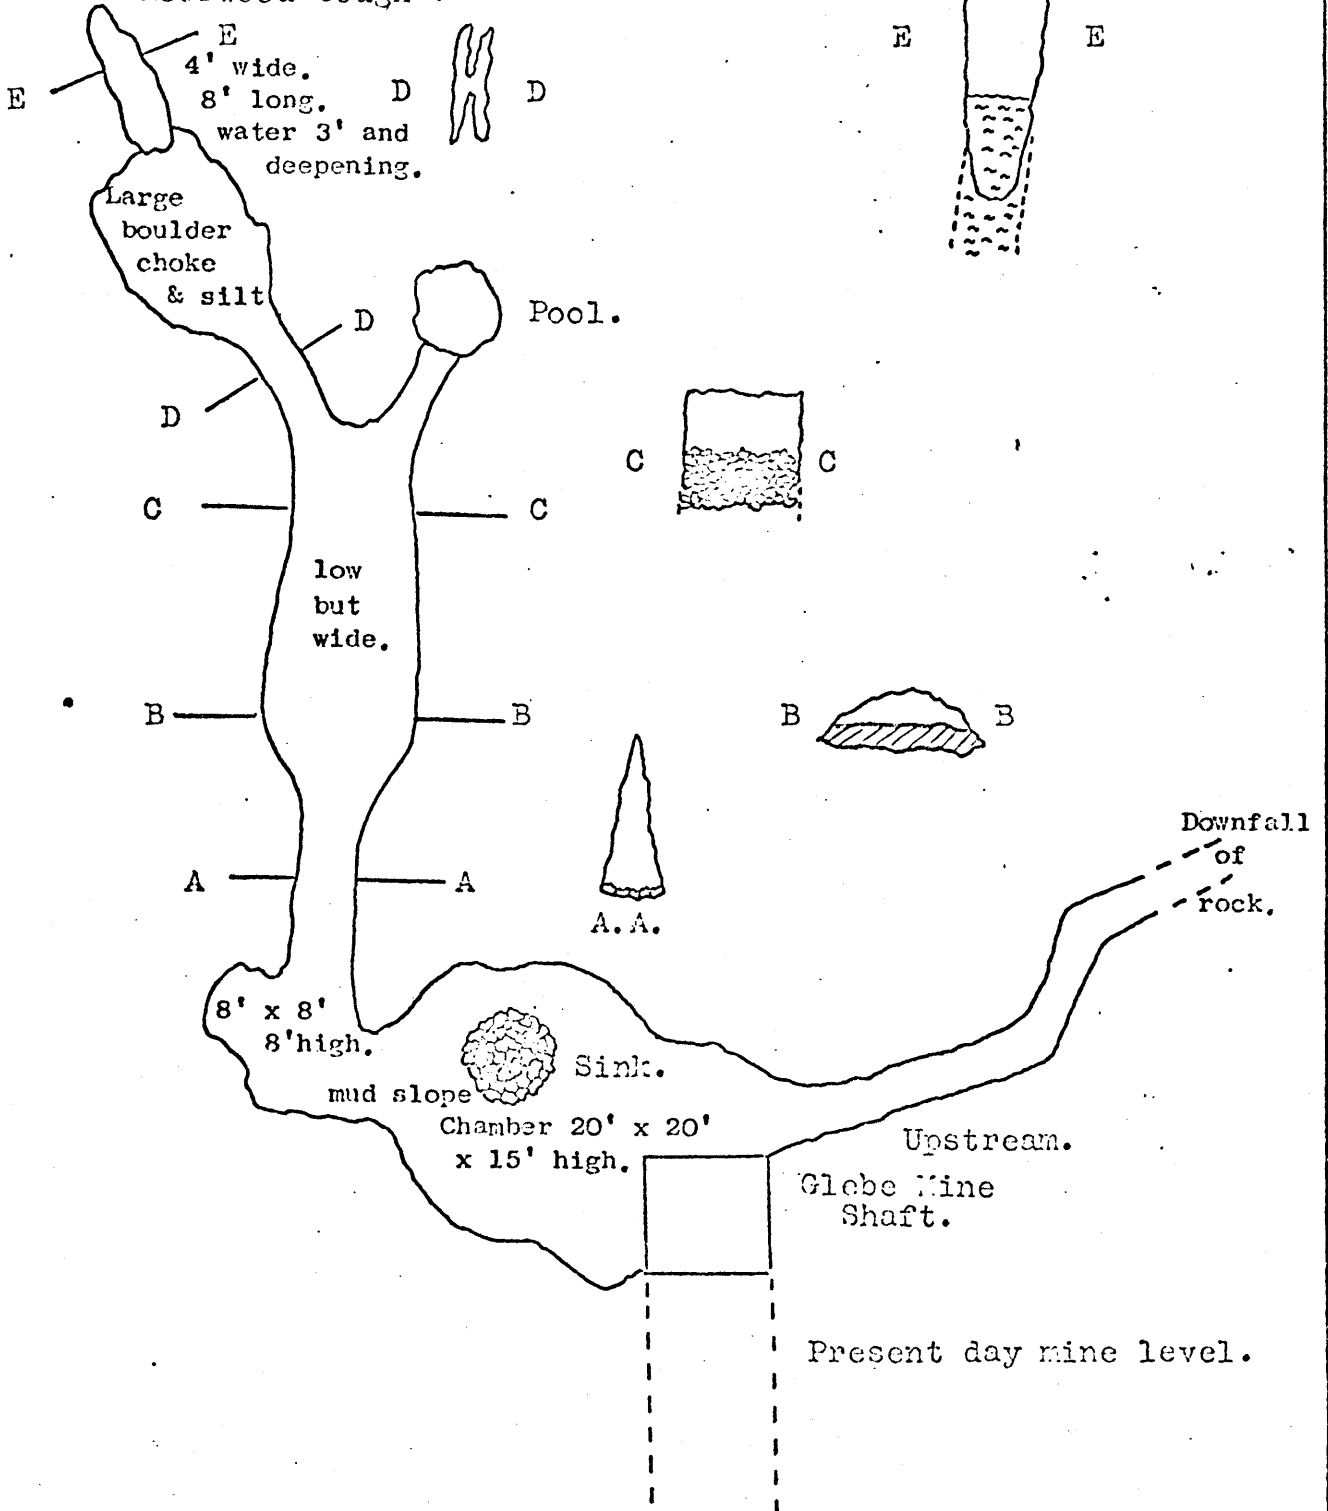 E
E
E
E
4' wide.
8' long.
D
D
water 3' and
deepening.
Large
boulder
choke
& silt
D
Pool.
D
C
C
C
C
low
but
wide.
B
B
B
B
Downfall
of
rock.
A
A
A.A.
8' x 8'
8'high.
Sink.
mud slope
Chamber 20' x 20'
x 15' high.
Upstream.
Globe Mine
Shaft.
Present day mine level.